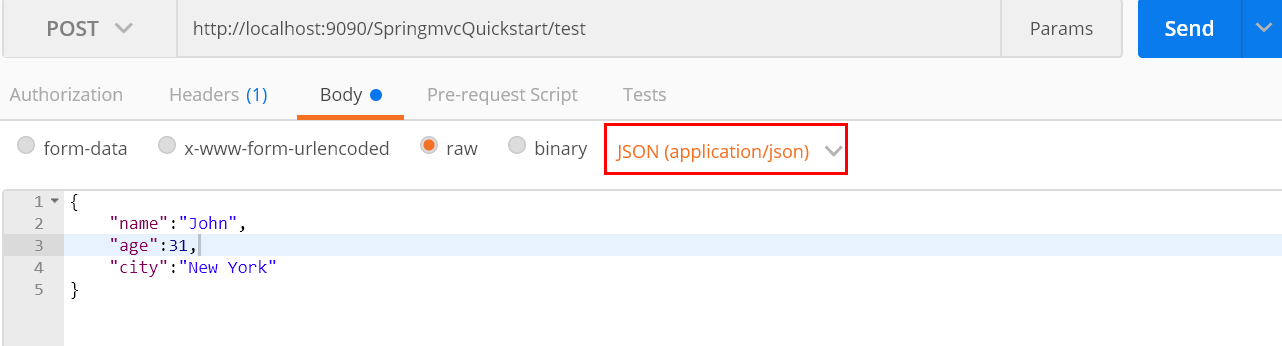 POST http://localhost:9090/SpringmvcQuickstart/test Params Send
Authorization Headers (1) Body Pre-request Script Tests
form-data x-www-form-urlencoded raw binary JSON (application/json)
1 {
2 "name":"John",
3 "age":31,
4 "city":"New York"
5 }